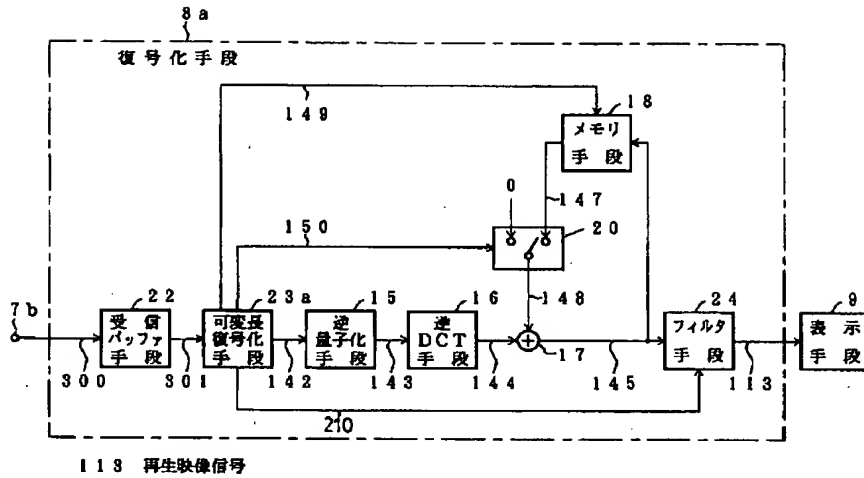 8a
復号化手段
149
18
メモリ
手段
0
147
150
20
148
7b
22
受信
バッファ
手段
23a
可変長
復号化
手段
15
逆
量子化
手段
16
逆
DCT
手段
17
24
フィルタ
手段
9
表示
手段
300
301
142
143
144
145
113
210
113 再生映像信号